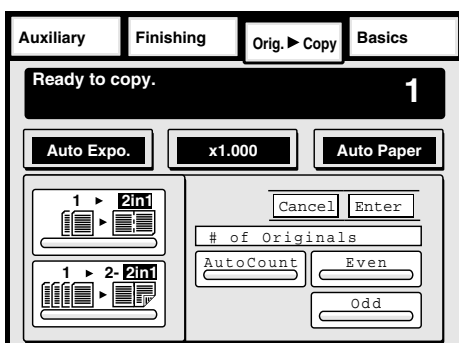 Auxiliary Finishing Orig. ► Copy Basics
Ready to copy. 1
Auto Expo. x1.000 Auto Paper
1 ► 2in1
Cancel Enter
# of Originals
AutoCount Even
1 ► 2- 2in1
Odd